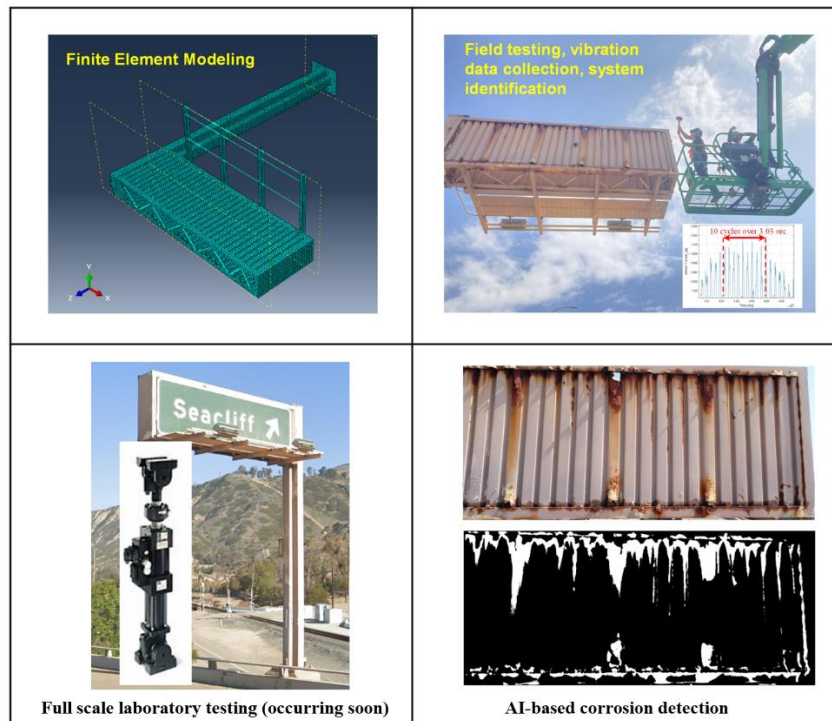 Finite Element Modeling
Y
Z
X
Field testing, vibration
data collection, system
identification
10 cycles over 3.03 sec
Seacliff
Full scale laboratory testing (occurring soon)
AI-based corrosion detection